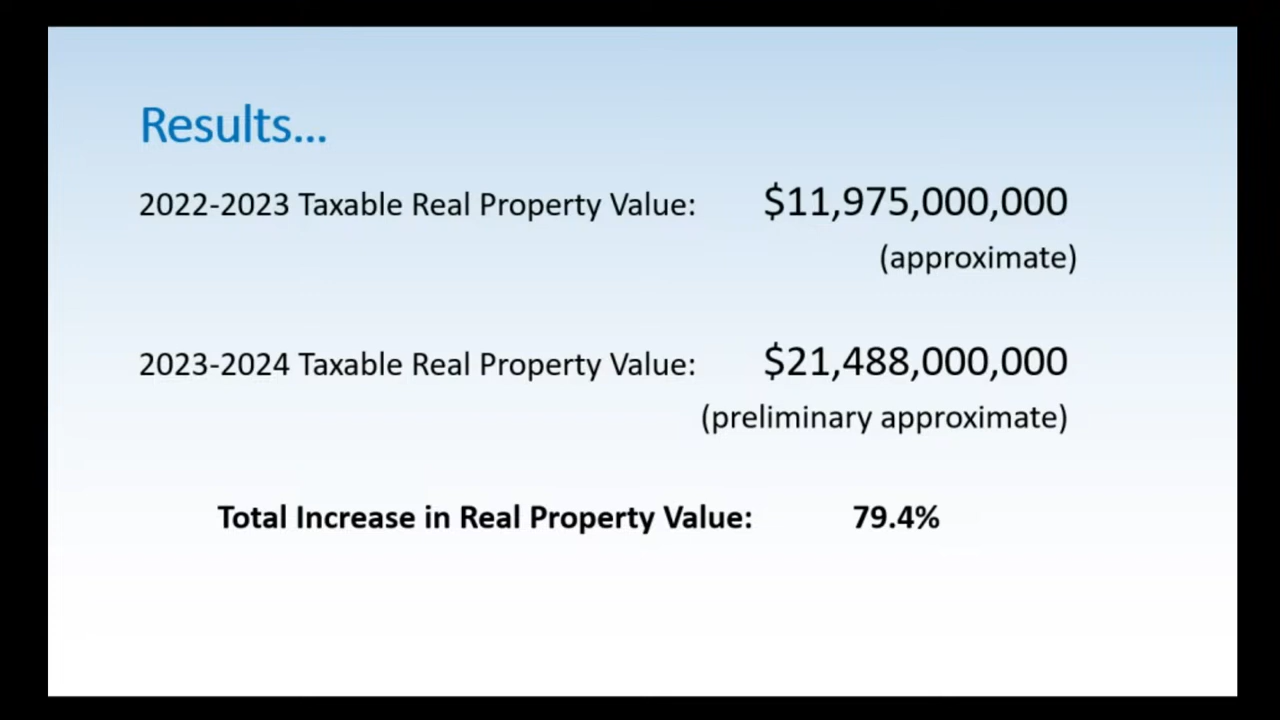 Results...
2022-2023 Taxable Real Property Value: $11,975,000,000
(approximate)
2023-2024 Taxable Real Property Value: $21,488,000,000
(preliminary approximate)
Total Increase in Real Property Value: 79.4%